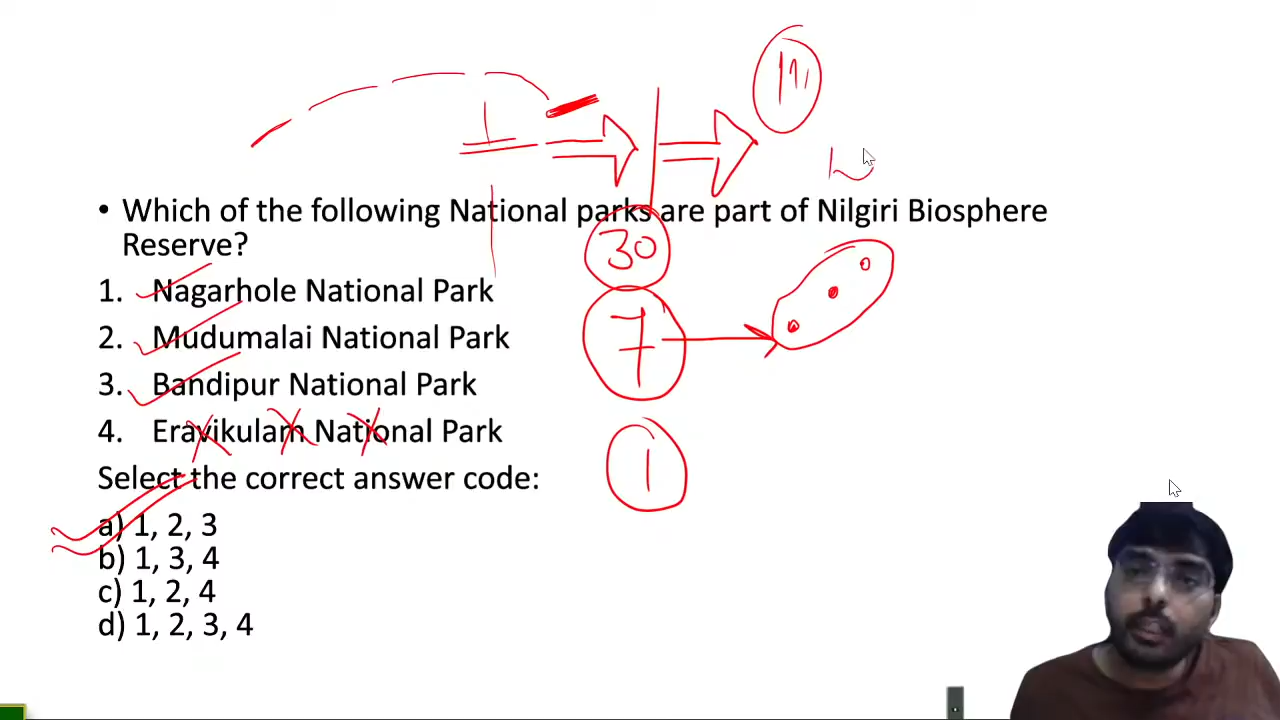 • Which of the following National parks are part of Nilgiri Biosphere
Reserve?
1. Nagarhole National Park
2. Mudumalai National Park
3. Bandipur National Park
4. Eravikulam National Park
Select the correct answer code:
a) 1, 2, 3
b) 1, 3, 4
c) 1, 2, 4
d) 1, 2, 3, 4
30
7
1